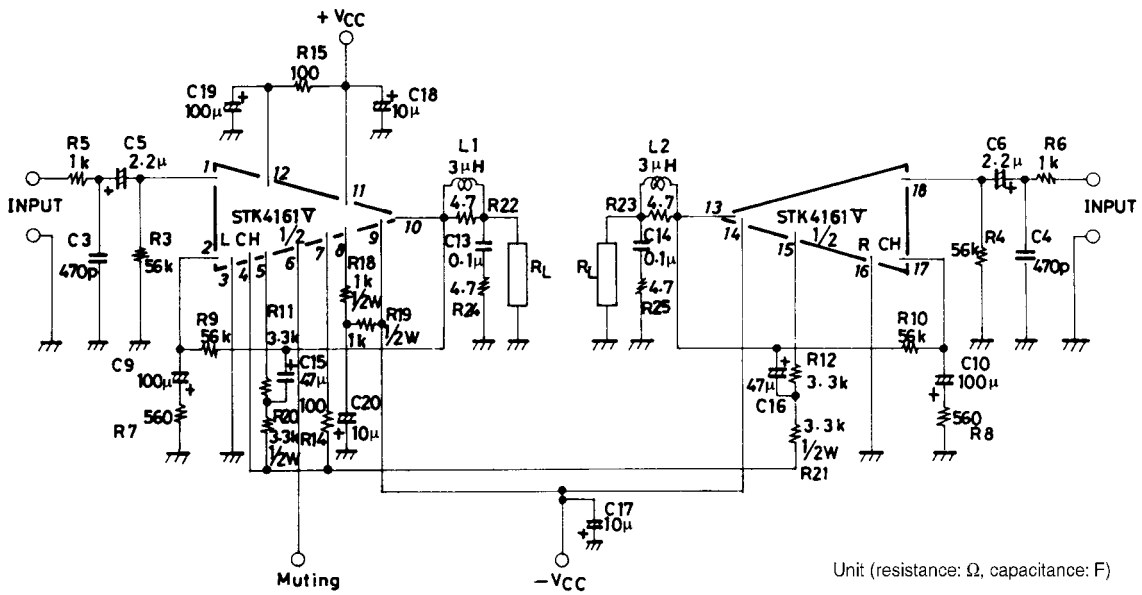 + VCC
R15
100
C19
100μ
C18
10μ
R5
1k
C5
2.2μ
INPUT
C3
470p
R3
56k
1
12
11
STK4161V
1/2
L CH
2
3
4
5
6
7
8
9
10
L1
3μH
4.7
R22
C13
0.1μ
4.7
R24
RL
R18
1k
1/2W
R19
1k
1/2W
R9
56k
R11
3.3k
C15
47μ
C9
100μ
560
R7
R20
3.3k
1/2W
100
R14
C20
10μ
L2
3μH
R23
4.7
C14
0.1μ
4.7
R25
RL
13
14
15
16
17
18
STK4161V
1/2
R CH
C6
2.2μ
R6
1k
INPUT
R4
56k
C4
470p
R10
56k
47μ
C16
R12
3.3k
3.3k
1/2W
R21
C10
100μ
560
R8
C17
10μ
Muting
−VCC
Unit (resistance: Ω, capacitance: F)